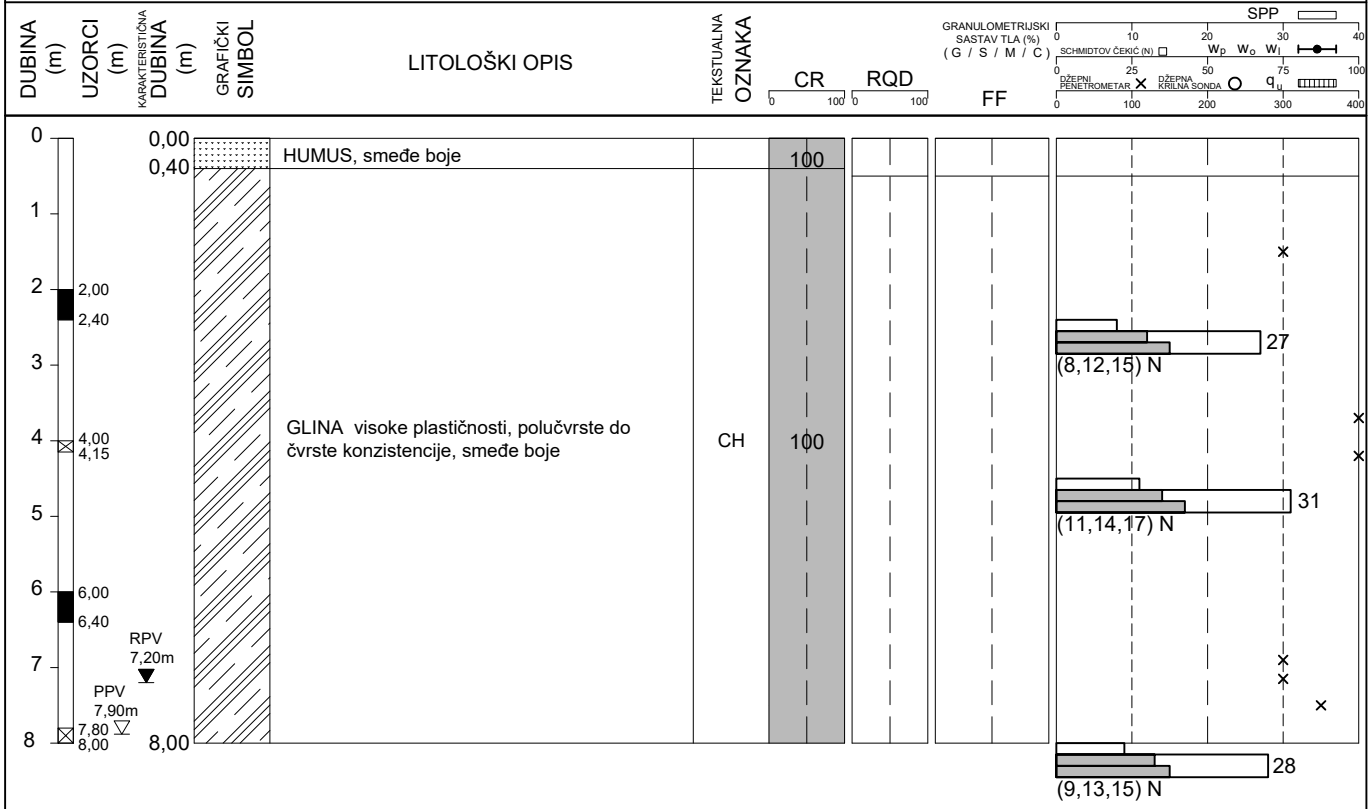 DUBINA
(m)
UZORCI
(m)
KARAKTERISTIČNA
DUBINA
(m)
GRAFIČKI
SIMBOL
LITOLOŠKI OPIS
TEKSTUALNA
OZNAKA
CR
0 100
RQD
0 100
GRANULOMETRIJSKI
SASTAV TLA (%)
( G / S / M / C )
FF
SPP
0 10 20 30 40
SCHMIDTOV ČEKIĆ (N) Wp Wo Wl
0 25 50 75 100
DŽEPNI
PENETROMETAR
DŽEPNA
KRILNA SONDA
qu
0 100 200 300 400
0
1
2
3
4
5
6
7
8
2,00
2,40
4,00
4,15
6,00
6,40
7,80
8,00
RPV
7,20m
PPV
7,90m
0,00
0,40
8,00
HUMUS, smeđe boje
100
GLINA visoke plastičnosti, polučvrste do
čvrste konzistencije, smeđe boje
CH
100
27
(8,12,15) N
31
(11,14,17) N
28
(9,13,15) N